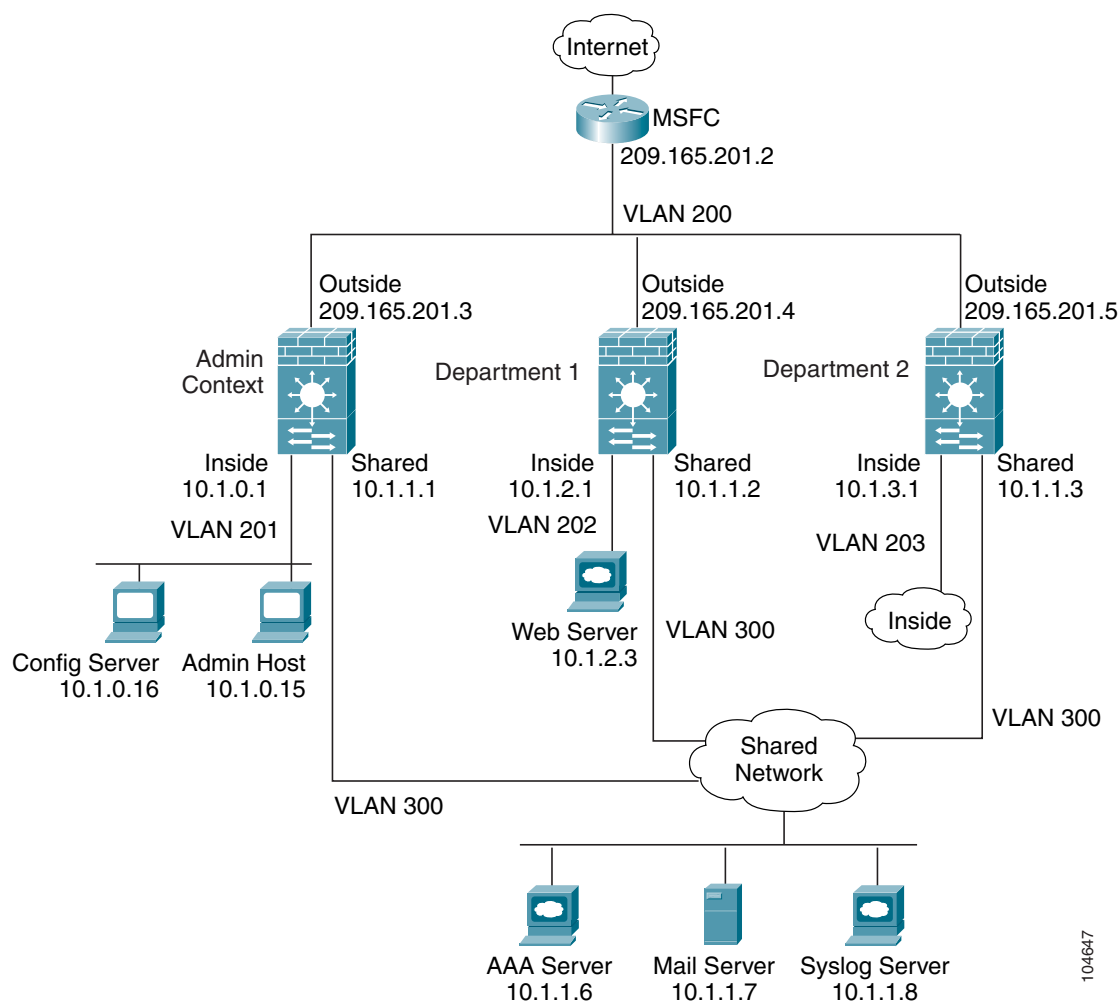 Internet
MSFC
209.165.201.2
VLAN 200
Outside
209.165.201.3
Outside
209.165.201.4
Outside
209.165.201.5
Admin
Context
Department 1
Department 2
Inside
10.1.0.1
Shared
10.1.1.1
Inside
10.1.2.1
Shared
10.1.1.2
Inside
10.1.3.1
Shared
10.1.1.3
VLAN 201
VLAN 202
VLAN 203
Config Server
10.1.0.16
Admin Host
10.1.0.15
Web Server
10.1.2.3
VLAN 300
Inside
VLAN 300
Shared
Network
VLAN 300
AAA Server
10.1.1.6
Mail Server
10.1.1.7
Syslog Server
10.1.1.8
104647